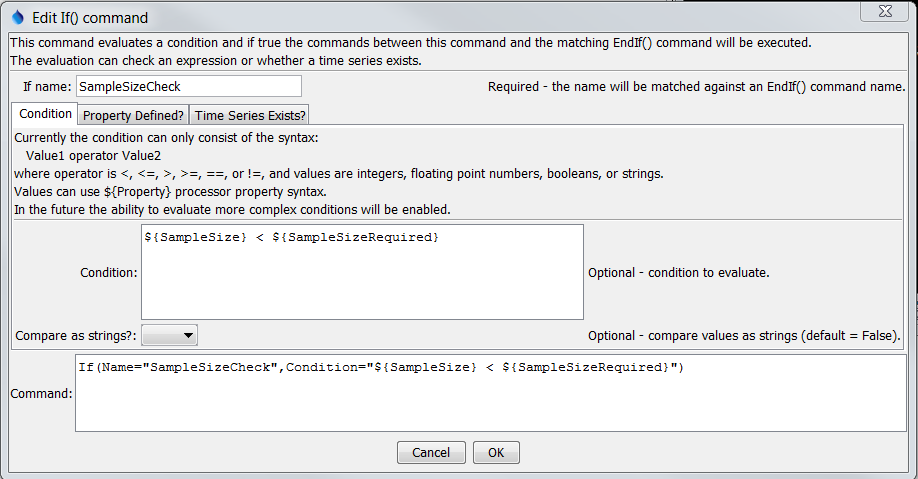 Edit If() command
This command evaluates a condition and if true the commands between this command and the matching EndIf() command will be executed.
The evaluation can check an expression or whether a time series exists.
If name: SampleSizeCheck Required - the name will be matched against an EndIf() command name.
Condition Property Defined? Time Series Exists?
Currently the condition can only consist of the syntax:
Value1 operator Value2
where operator is <, <=, >, >=, ==, or !=, and values are integers, floating point numbers, booleans, or strings.
Values can use ${Property} processor property syntax.
In the future the ability to evaluate more complex conditions will be enabled.
${SampleSize} < ${SampleSizeRequired}
Condition: Optional - condition to evaluate.
Compare as strings?: Optional - compare values as strings (default = False).
If(Name="SampleSizeCheck",Condition="${SampleSize} < ${SampleSizeRequired}")
Command:
Cancel OK